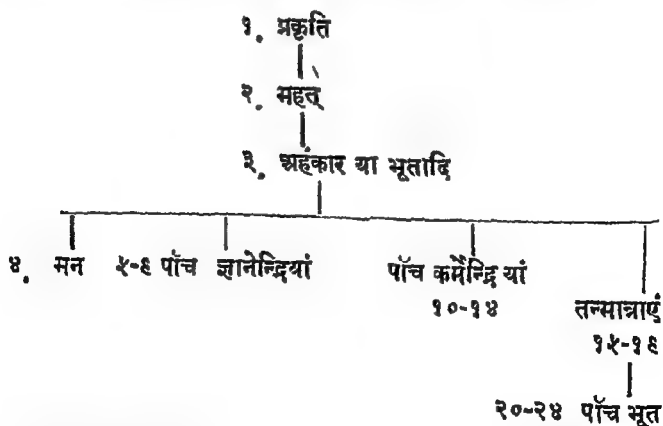 १. प्रकृति
२. महत्
३. अहंकार या भूतादि
४. मन ५-९ पाँच ज्ञानेन्द्रियां पाँच कर्मेन्द्रियां
१०-१४ तन्मात्राएं
१५-१९
२०-२४ पाँच भूत